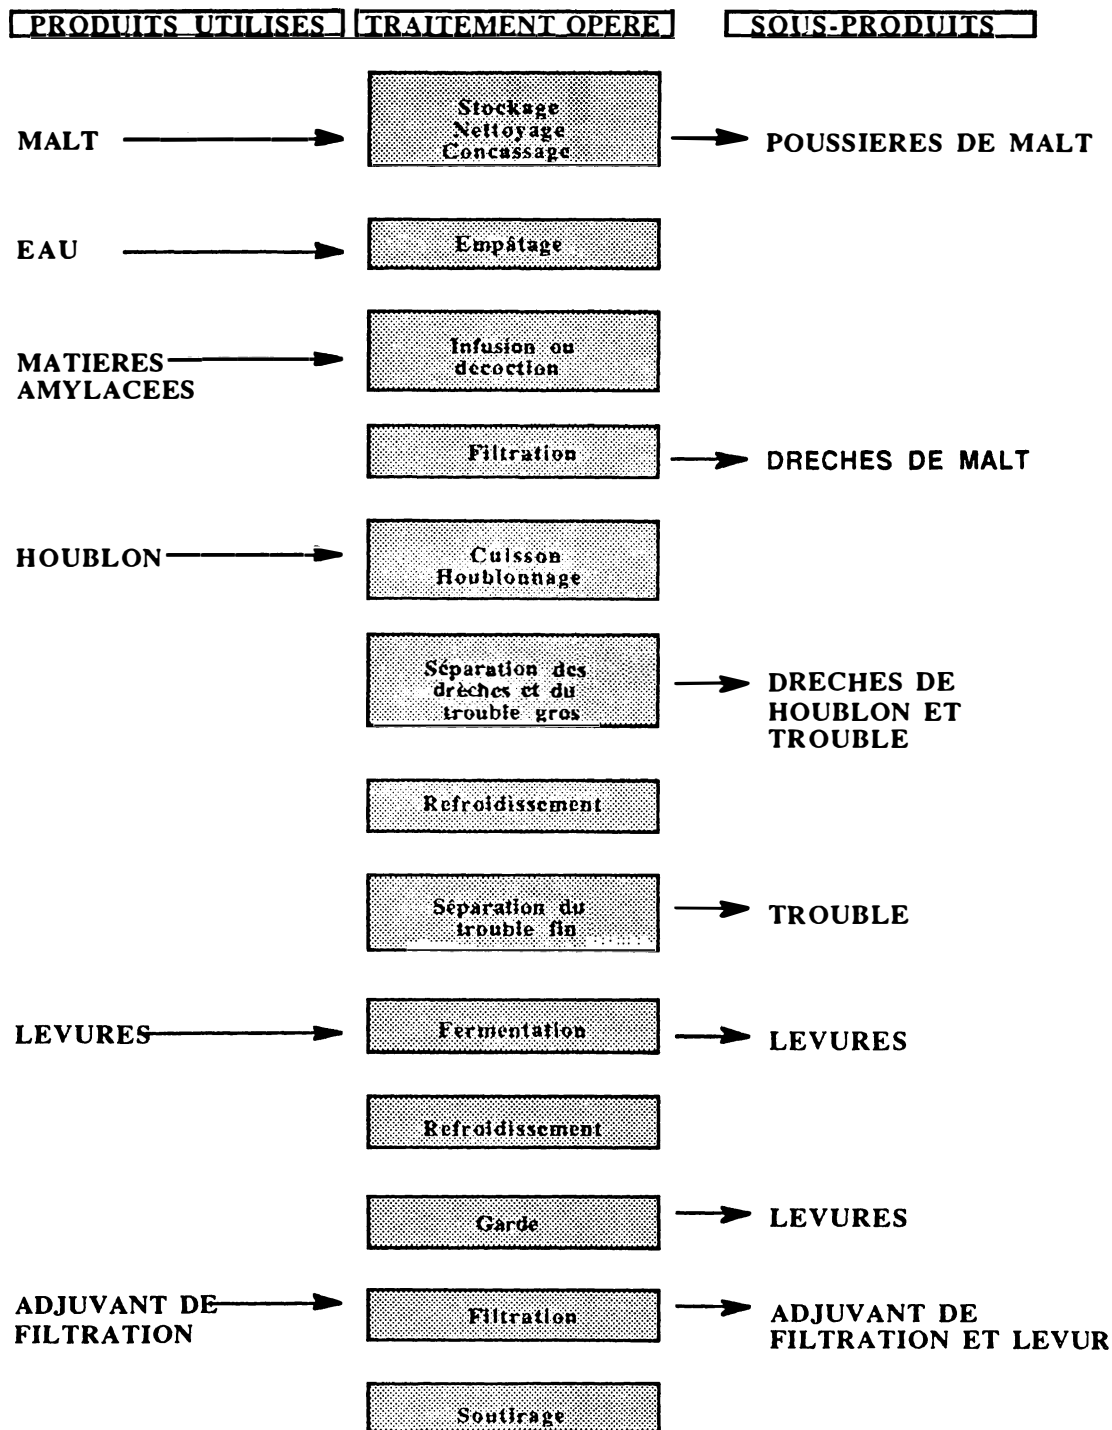 PRODUITS UTILISES TRAITEMENT OPERE SOUS-PRODUITS
Stockage
Nettoyage
Concassage
MALT
POUSSIERES DE MALT
EAU
Empâtage
MATIERES
AMYLACEES
Infusion ou
décoction
Filtration
DRECHES DE MALT
HOUBLON
Cuisson
Houblonnage
Séparation des
drèches et du
trouble gros
DRECHES DE
HOUBLON ET
TROUBLE
Refroidissement
Séparation du
trouble fin
TROUBLE
LEVURES
Fermentation
LEVURES
Refroidissement
Garde
LEVURES
ADJUVANT DE
FILTRATION
Filtration
ADJUVANT DE
FILTRATION ET LEVUR
Soutirage